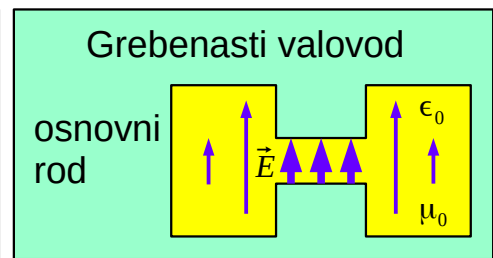 Grebenasti valovod
osnovni
rod
E⃗
ϵ₀
μ₀